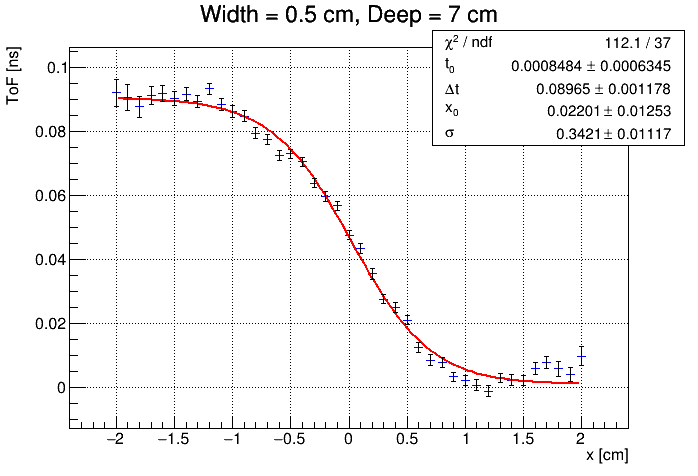 Width = 0.5 cm, Deep = 7 cm
χ² / ndf 112.1 / 37
t₀ 0.0008484 ± 0.0006345
Δt 0.08965 ± 0.001178
x₀ 0.02201 ± 0.01253
σ 0.3421 ± 0.01117
ToF [ns]
0.1
0.08
0.06
0.04
0.02
0
−2 −1.5 −1 −0.5 0 0.5 1 1.5 2
x [cm]